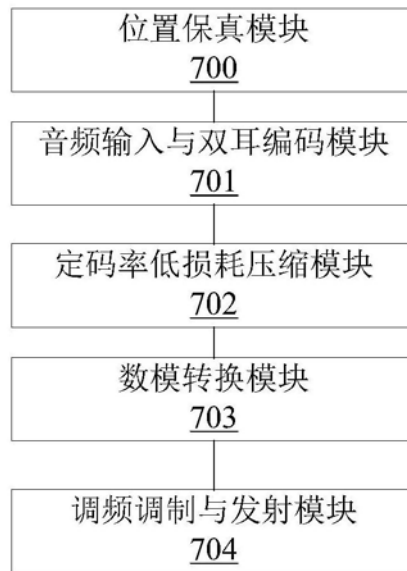 位置保真模块
700
音频输入与双耳编码模块
701
定码率低损耗压缩模块
702
数模转换模块
703
调频调制与发射模块
704